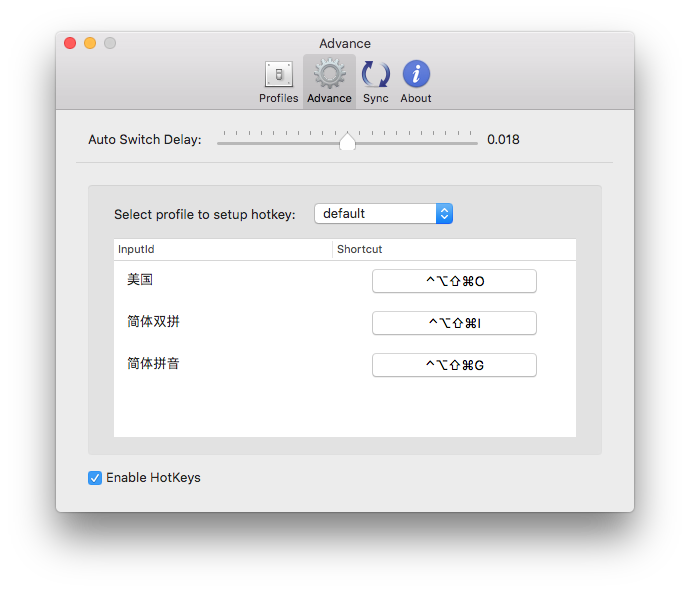 Advance
Profiles Advance Sync About
Auto Switch Delay: 0.018
Select profile to setup hotkey: default
InputId Shortcut
美国 ^⌥⇧⌘O
简体双拼 ^⌥⇧⌘I
简体拼音 ^⌥⇧⌘G
Enable HotKeys